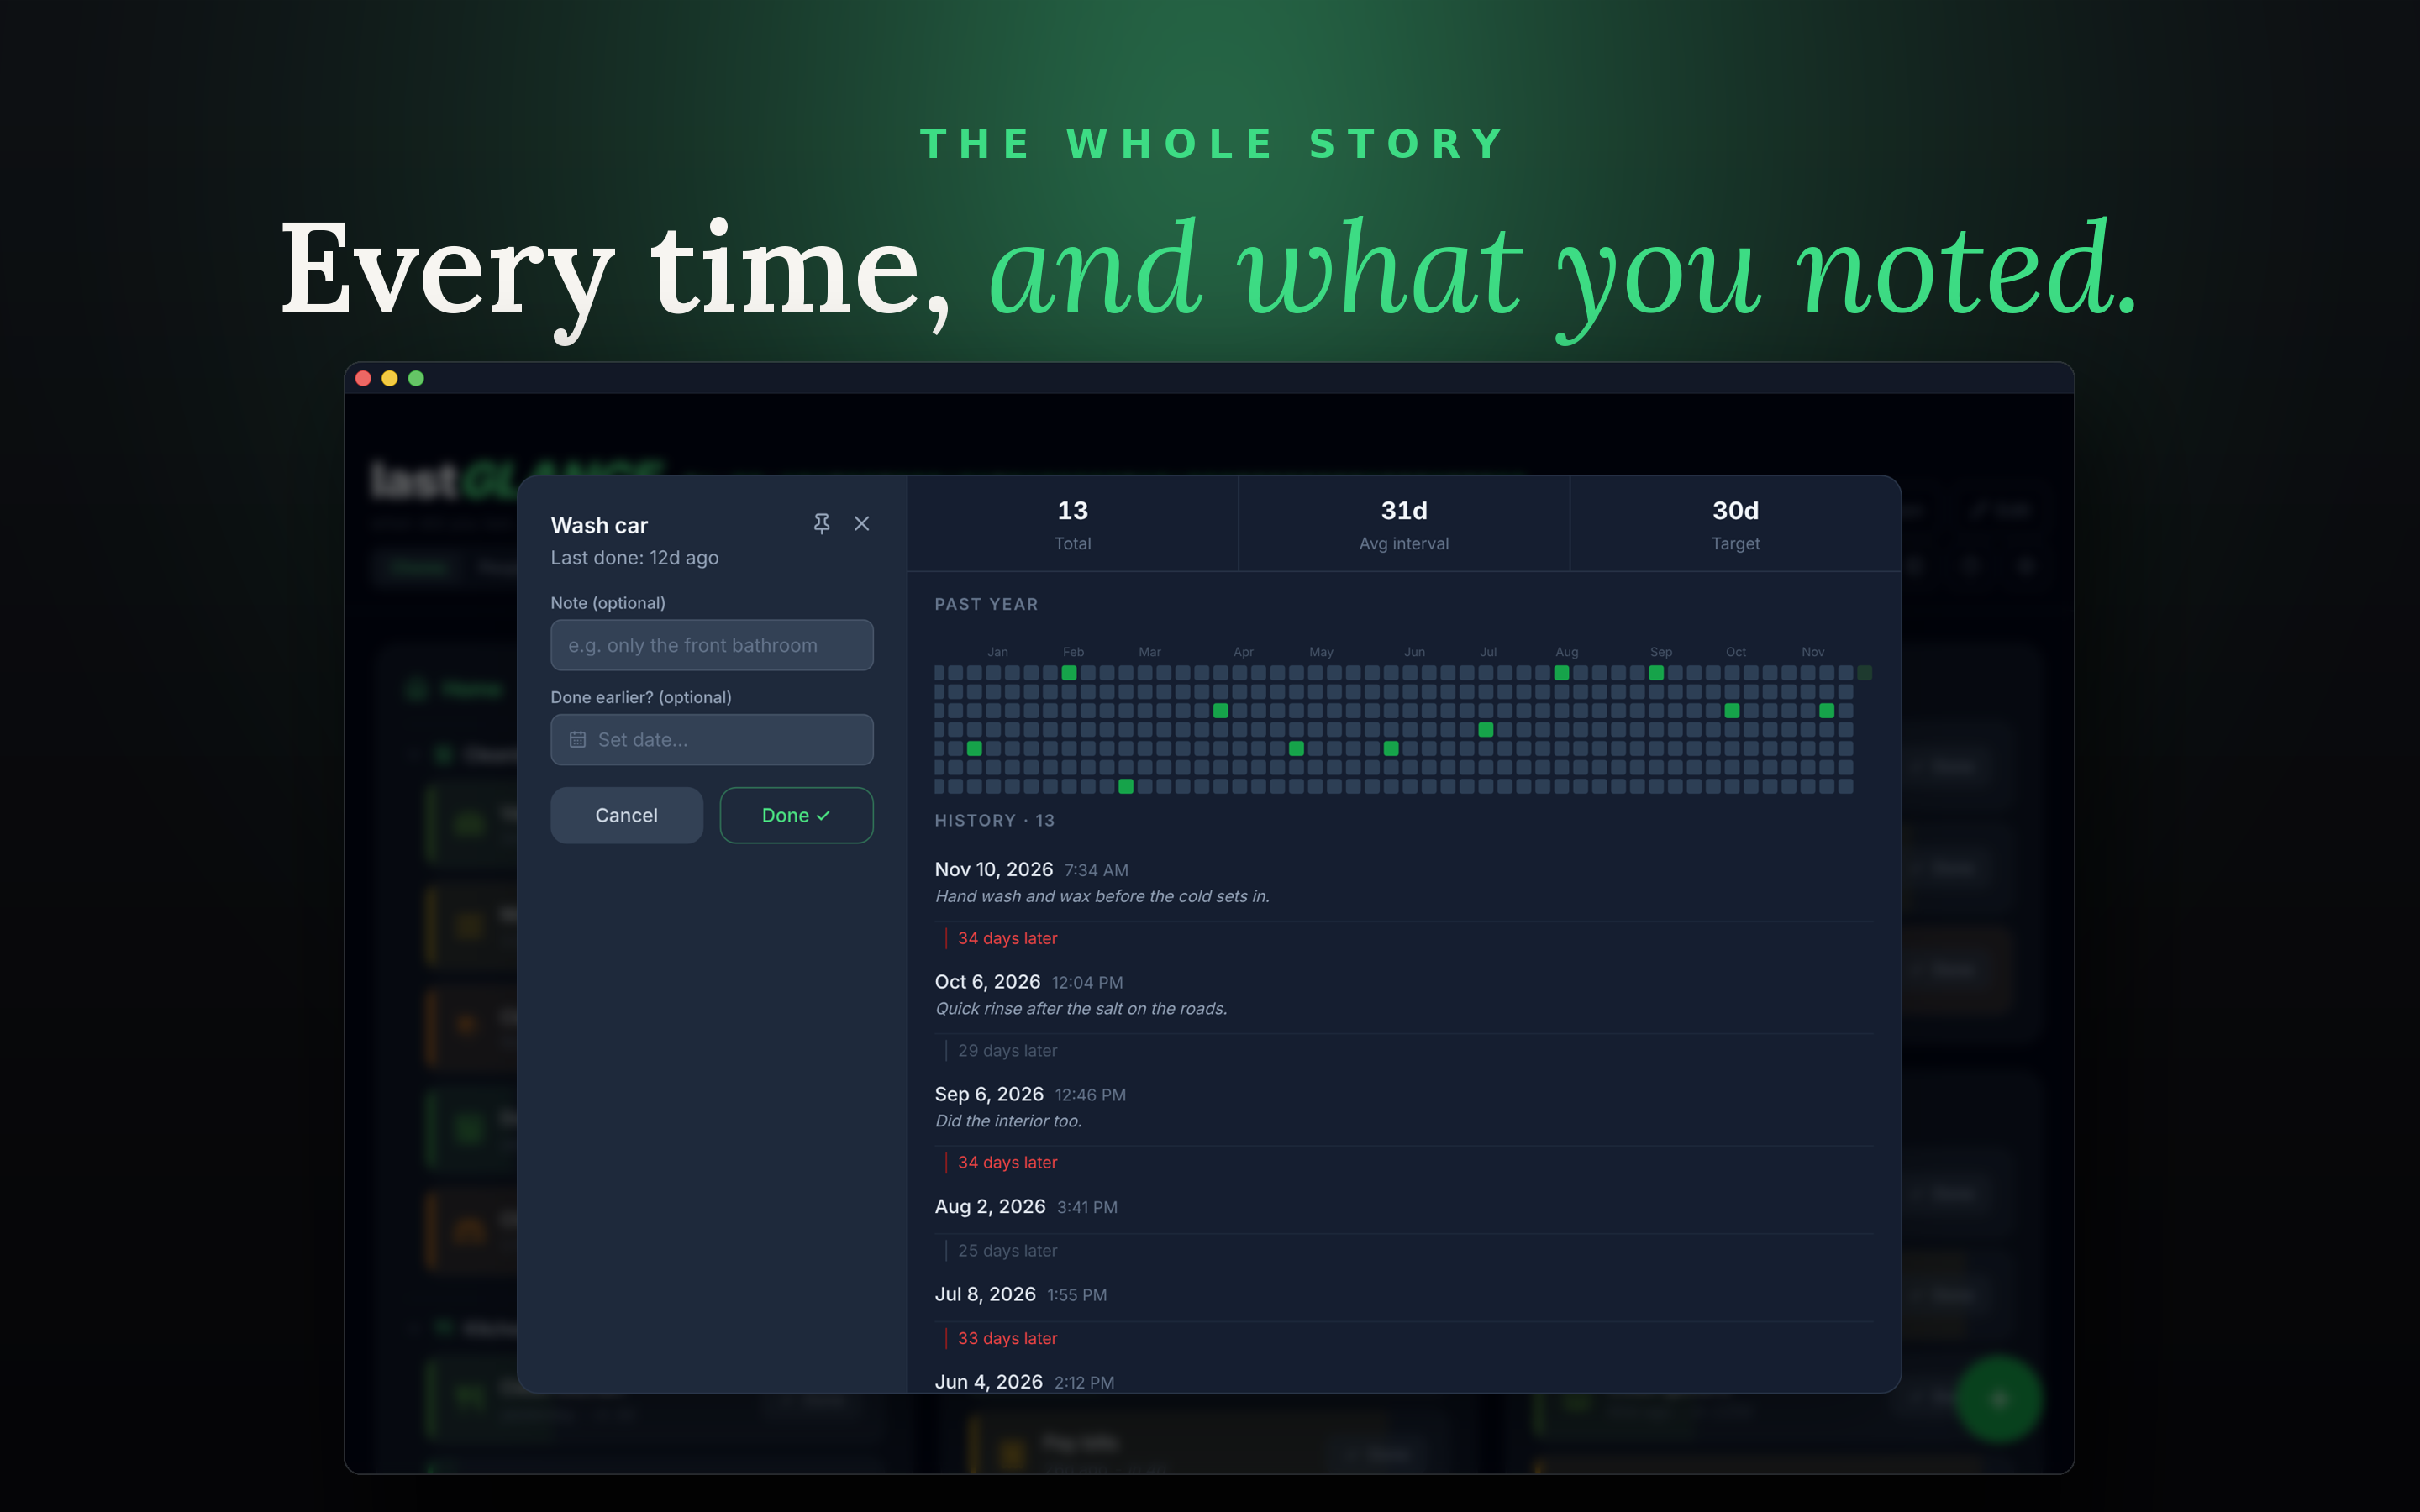 THE WHOLE STORY
Every time, and what you noted.
last
Wash car
Last done: 12d ago
Note (optional)
e.g. only the front bathroom
Done earlier? (optional)
Set date...
Cancel
Done ✓
13
Total
31d
Avg interval
30d
Target
PAST YEAR
Jan Feb Mar Apr May Jun Jul Aug Sep Oct Nov
HISTORY · 13
Nov 10, 2026 7:34 AM
Hand wash and wax before the cold sets in.
34 days later
Oct 6, 2026 12:04 PM
Quick rinse after the salt on the roads.
29 days later
Sep 6, 2026 12:46 PM
Did the interior too.
34 days later
Aug 2, 2026 3:41 PM
25 days later
Jul 8, 2026 1:55 PM
33 days later
Jun 4, 2026 2:12 PM
Home